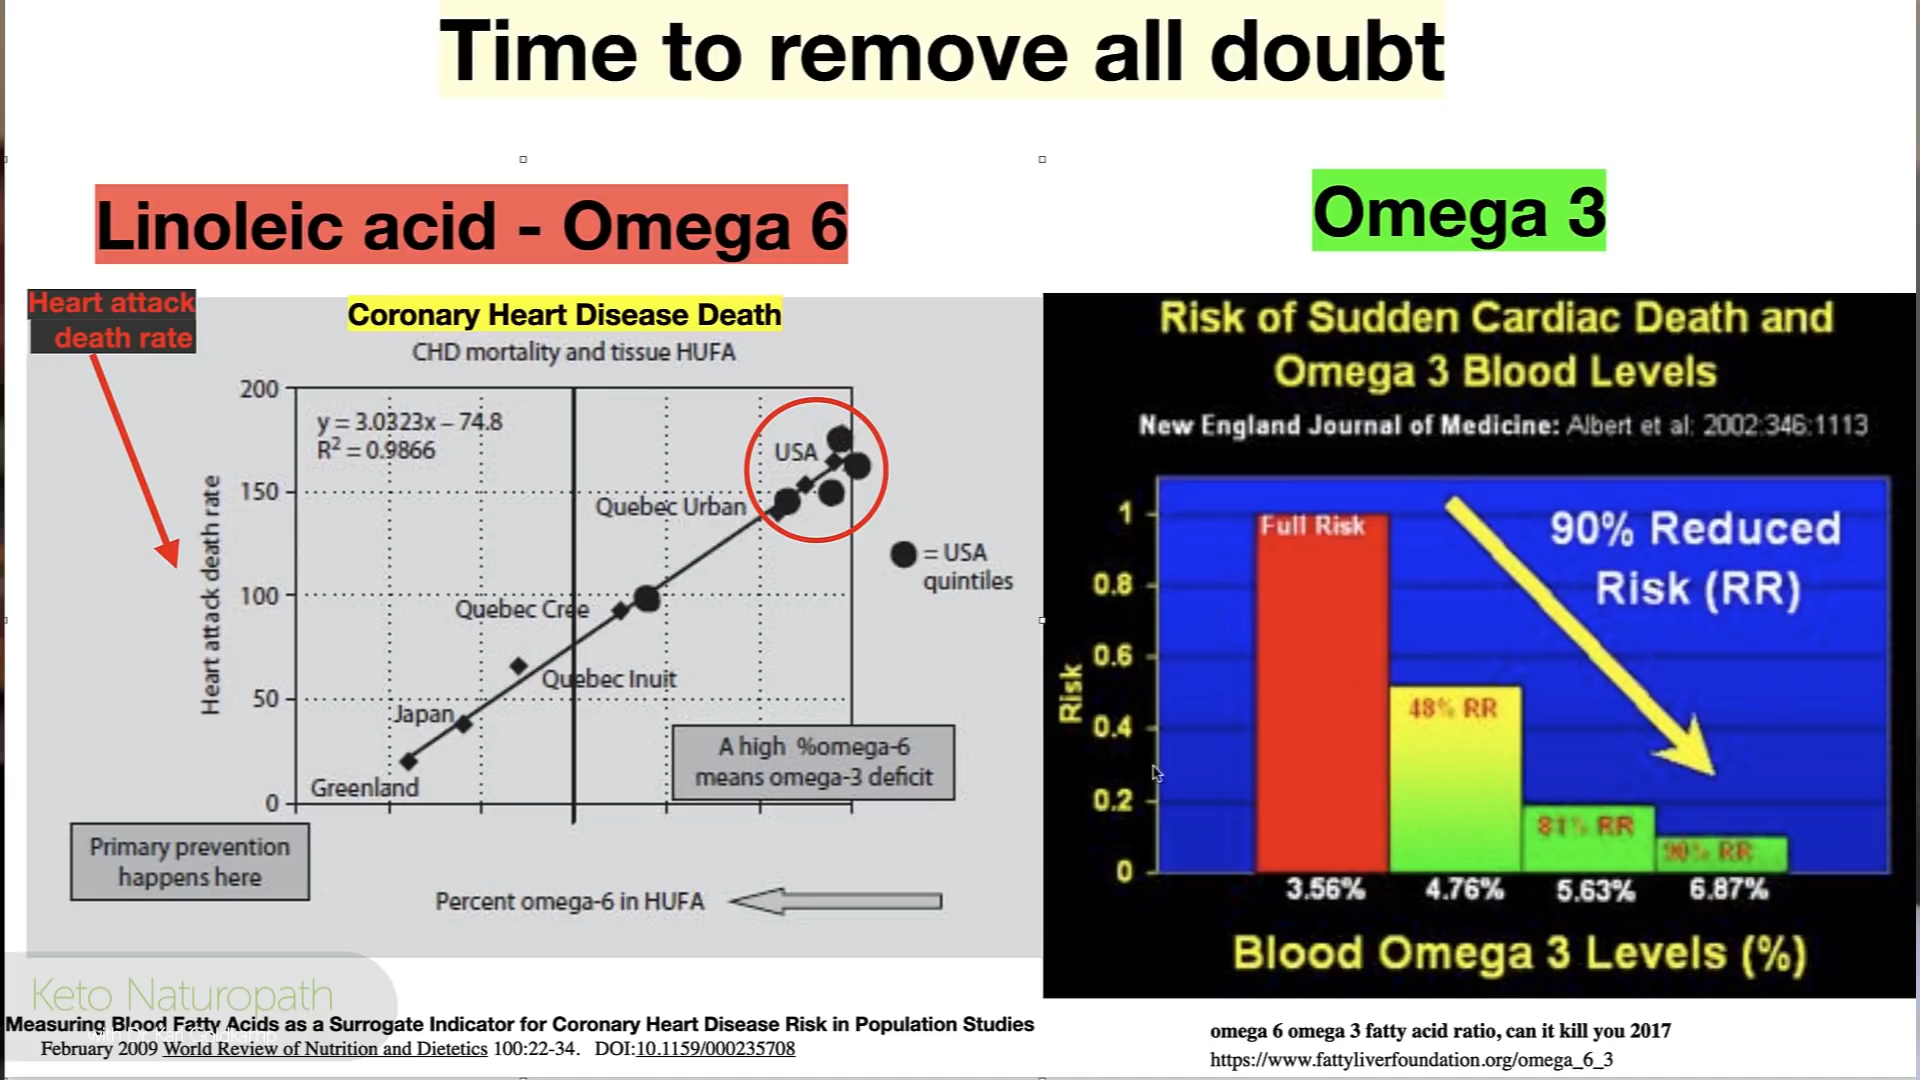 Time to remove all doubt
Linoleic acid - Omega 6
Omega 3
Heart attack
death rate
Coronary Heart Disease Death
CHD mortality and tissue HUFA
200
150
100
50
0
Heart attack death rate
y = 3.0323x – 74.8
R² = 0.9866
USA
Quebec Urban
Quebec Cree
Quebec Inuit
Japan
Greenland
= USA
quintiles
A high %omega-6
means omega-3 deficit
Primary prevention
happens here
Percent omega-6 in HUFA
Keto Naturopath
Measuring Blood Fatty Acids as a Surrogate Indicator for Coronary Heart Disease Risk in Population Studies
February 2009 World Review of Nutrition and Dietetics 100:22-34. DOI:10.1159/000235708
Risk of Sudden Cardiac Death and
Omega 3 Blood Levels
New England Journal of Medicine: Albert et al: 2002:346:1113
1
0.8
0.6
0.4
0.2
0
Risk
Full Risk
90% Reduced
Risk (RR)
48% RR
81% RR
90% RR
3.56% 4.76% 5.63% 6.87%
Blood Omega 3 Levels (%)
omega 6 omega 3 fatty acid ratio, can it kill you 2017
https://www.fattyliverfoundation.org/omega_6_3